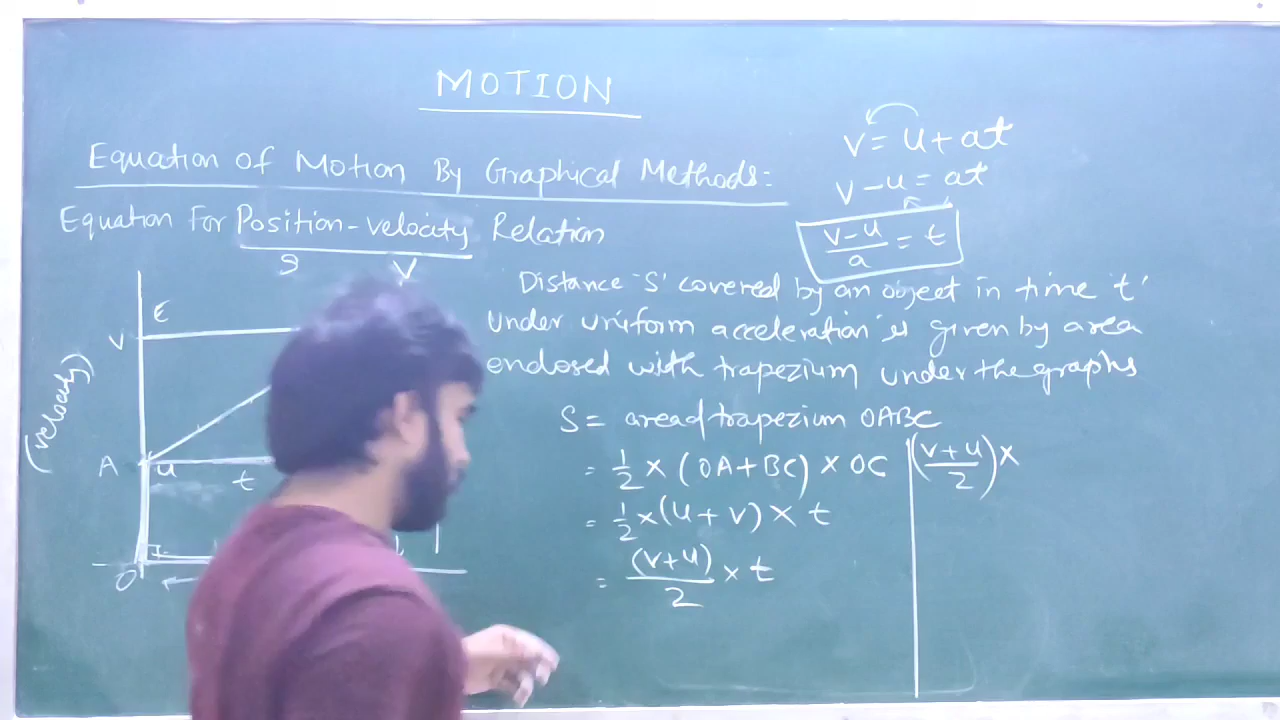 MOTION
Equation of Motion By Graphical Methods:
Equation For Position-velocity Relation
S V
v = u + at
v - u = at
v-u/a = t
Distance 'S' covered by an object in time 't'
under uniform acceleration is given by area
enclosed with trapezium under the graphs
S = area of trapezium OABC
= 1/2 × (OA + BC) × OC
= 1/2 × (u + v) × t
= (v+u)/2 × t
(v+u/2) ×
E
V
(velocity)
A u
t
O